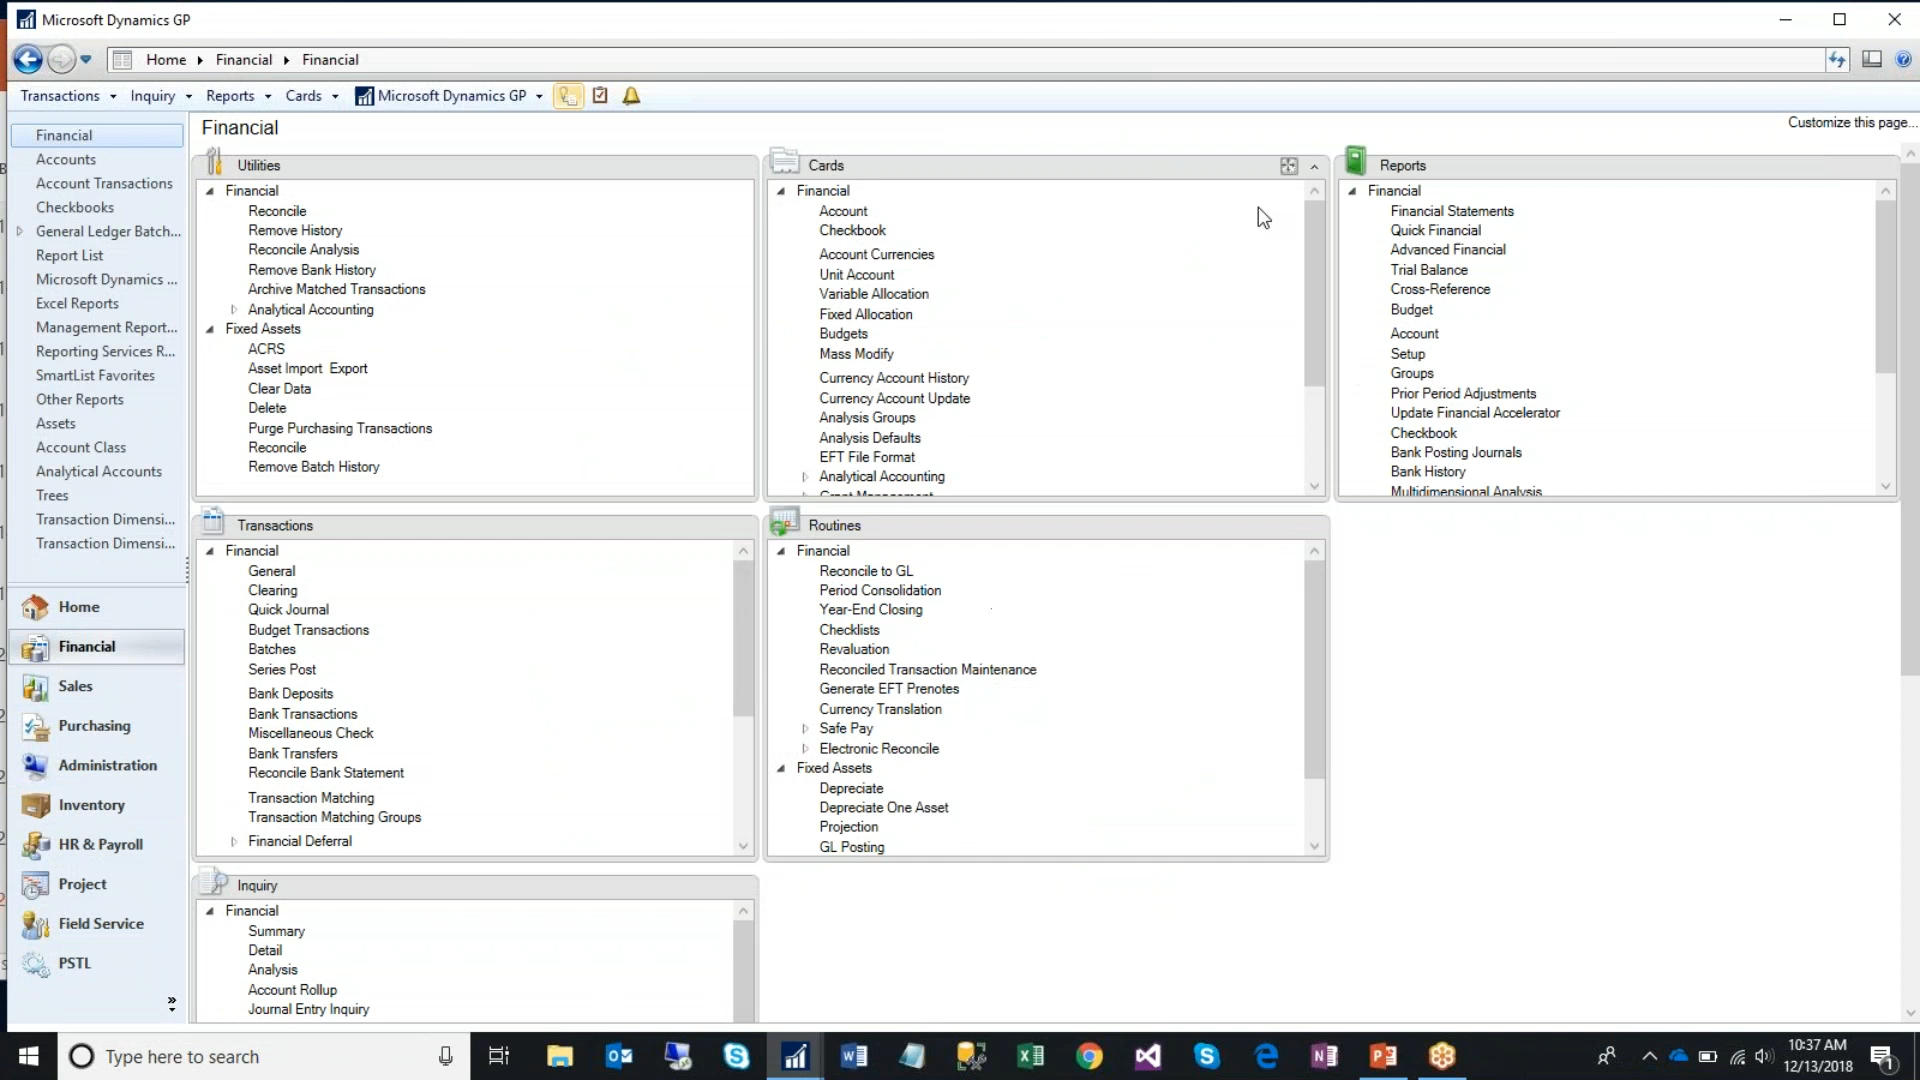 Microsoft Dynamics GP
Home Financial Financial
Transactions Inquiry Reports Cards Microsoft Dynamics GP
Financial
Accounts
Account Transactions
Checkbooks
General Ledger Batch...
Report List
Microsoft Dynamics ...
Excel Reports
Management Report...
Reporting Services R...
SmartList Favorites
Other Reports
Assets
Account Class
Analytical Accounts
Trees
Transaction Dimensi...
Transaction Dimensi...
Home
Financial
Sales
Purchasing
Administration
Inventory
HR & Payroll
Project
Field Service
PSTL
Financial
Customize this page...
Utilities
Financial
Reconcile
Remove History
Reconcile Analysis
Remove Bank History
Archive Matched Transactions
Analytical Accounting
Fixed Assets
ACRS
Asset Import Export
Clear Data
Delete
Purge Purchasing Transactions
Reconcile
Remove Batch History
Cards
Financial
Account
Checkbook
Account Currencies
Unit Account
Variable Allocation
Fixed Allocation
Budgets
Mass Modify
Currency Account History
Currency Account Update
Analysis Groups
Analysis Defaults
EFT File Format
Analytical Accounting
Grant Management
Reports
Financial
Financial Statements
Quick Financial
Advanced Financial
Trial Balance
Cross-Reference
Budget
Account
Setup
Groups
Prior Period Adjustments
Update Financial Accelerator
Checkbook
Bank Posting Journals
Bank History
Multidimensional Analysis
Transactions
Financial
General
Clearing
Quick Journal
Budget Transactions
Batches
Series Post
Bank Deposits
Bank Transactions
Miscellaneous Check
Bank Transfers
Reconcile Bank Statement
Transaction Matching
Transaction Matching Groups
Financial Deferral
Routines
Financial
Reconcile to GL
Period Consolidation
Year-End Closing
Checklists
Revaluation
Reconciled Transaction Maintenance
Generate EFT Prenotes
Currency Translation
Safe Pay
Electronic Reconcile
Fixed Assets
Depreciate
Depreciate One Asset
Projection
GL Posting
Inquiry
Financial
Summary
Detail
Analysis
Account Rollup
Journal Entry Inquiry
Type here to search
10:37 AM
12/13/2018
1